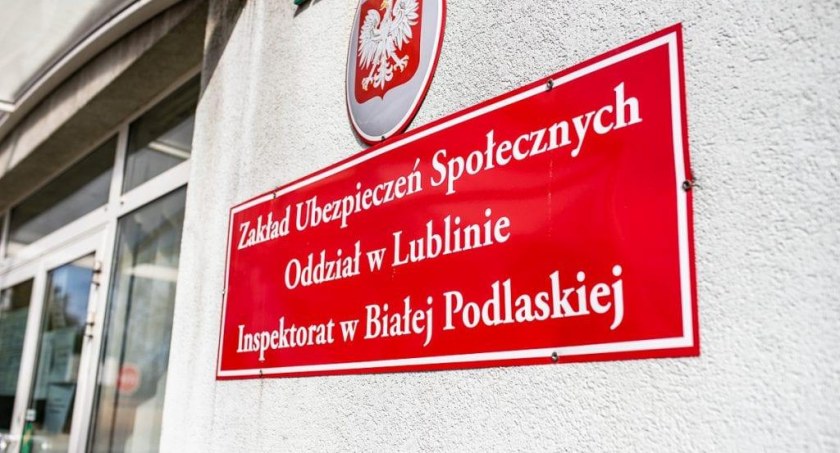 Zakład Ubezpieczeń Społecznych
Oddział w Lublinie
Inspektorat w Białej Podlaskiej